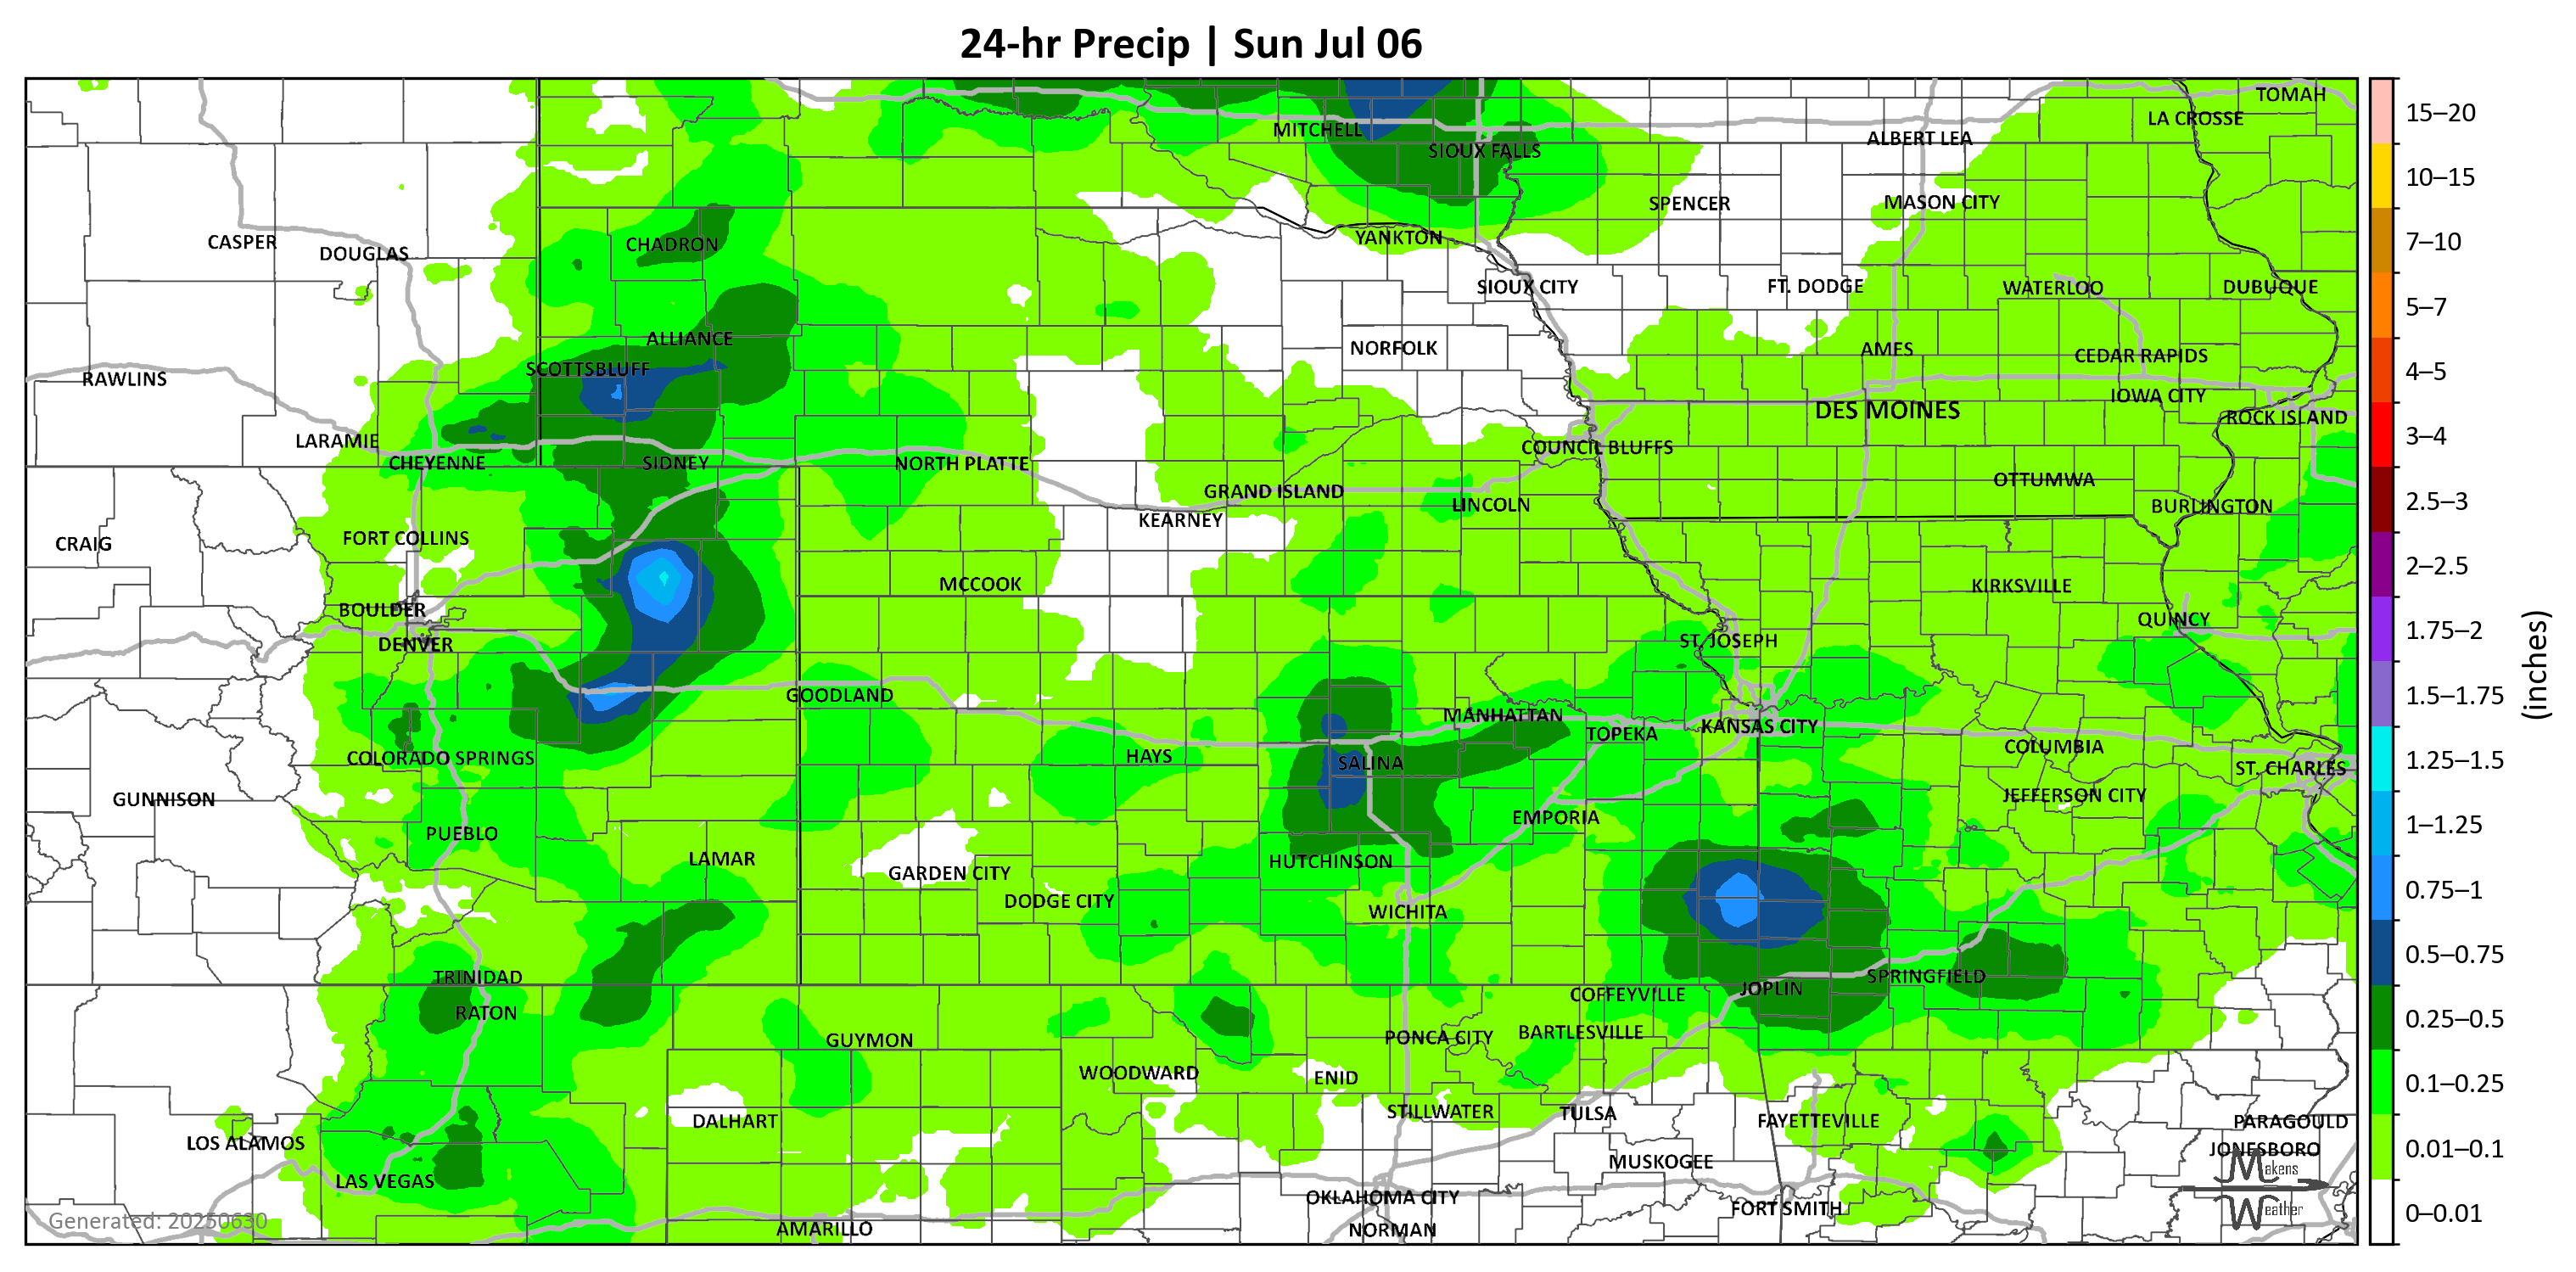 24-hr Precip | Sun Jul 06
TOMAH
LA CROSSE
MITCHELL
ALBERT LEA
SIOUX FALLS
SPENCER
MASON CITY
YANKTON
CHADRON
CASPER
DOUGLAS
SIOUX CITY
FT. DODGE
WATERLOO
DUBUQUE
ALLIANCE
NORFOLK
AMES
CEDAR RAPIDS
SCOTTSBLUFF
RAWLINS
IOWA CITY
DES MOINES
ROCK ISLAND
LARAMIE
COUNCIL BLUFFS
CHEYENNE
SIDNEY
NORTH PLATTE
OTTUMWA
GRAND ISLAND
LINCOLN
BURLINGTON
KEARNEY
FORT COLLINS
CRAIG
MCCOOK
KIRKSVILLE
BOULDER
QUINCY
DENVER
ST. JOSEPH
GOODLAND
MANHATTAN
KANSAS CITY
TOPEKA
COLUMBIA
COLORADO SPRINGS
HAYS
SALINA
ST. CHARLES
GUNNISON
JEFFERSON CITY
EMPORIA
PUEBLO
LAMAR
HUTCHINSON
GARDEN CITY
DODGE CITY
WICHITA
TRINIDAD
SPRINGFIELD
JOPLIN
COFFEYVILLE
RATON
BARTLESVILLE
PONCA CITY
GUYMON
WOODWARD
ENID
STILLWATER
TULSA
DALHART
FAYETTEVILLE
PARAGOULD
LOS ALAMOS
JONESBORO
MUSKOGEE
LAS VEGAS
OKLAHOMA CITY
FORT SMITH
AMARILLO
NORMAN
Generated: 20250630
Makens
Weather
15–20
10–15
7–10
5–7
4–5
3–4
2.5–3
2–2.5
1.75–2
1.5–1.75
1.25–1.5
1–1.25
0.75–1
0.5–0.75
0.25–0.5
0.1–0.25
0.01–0.1
0–0.01
(inches)